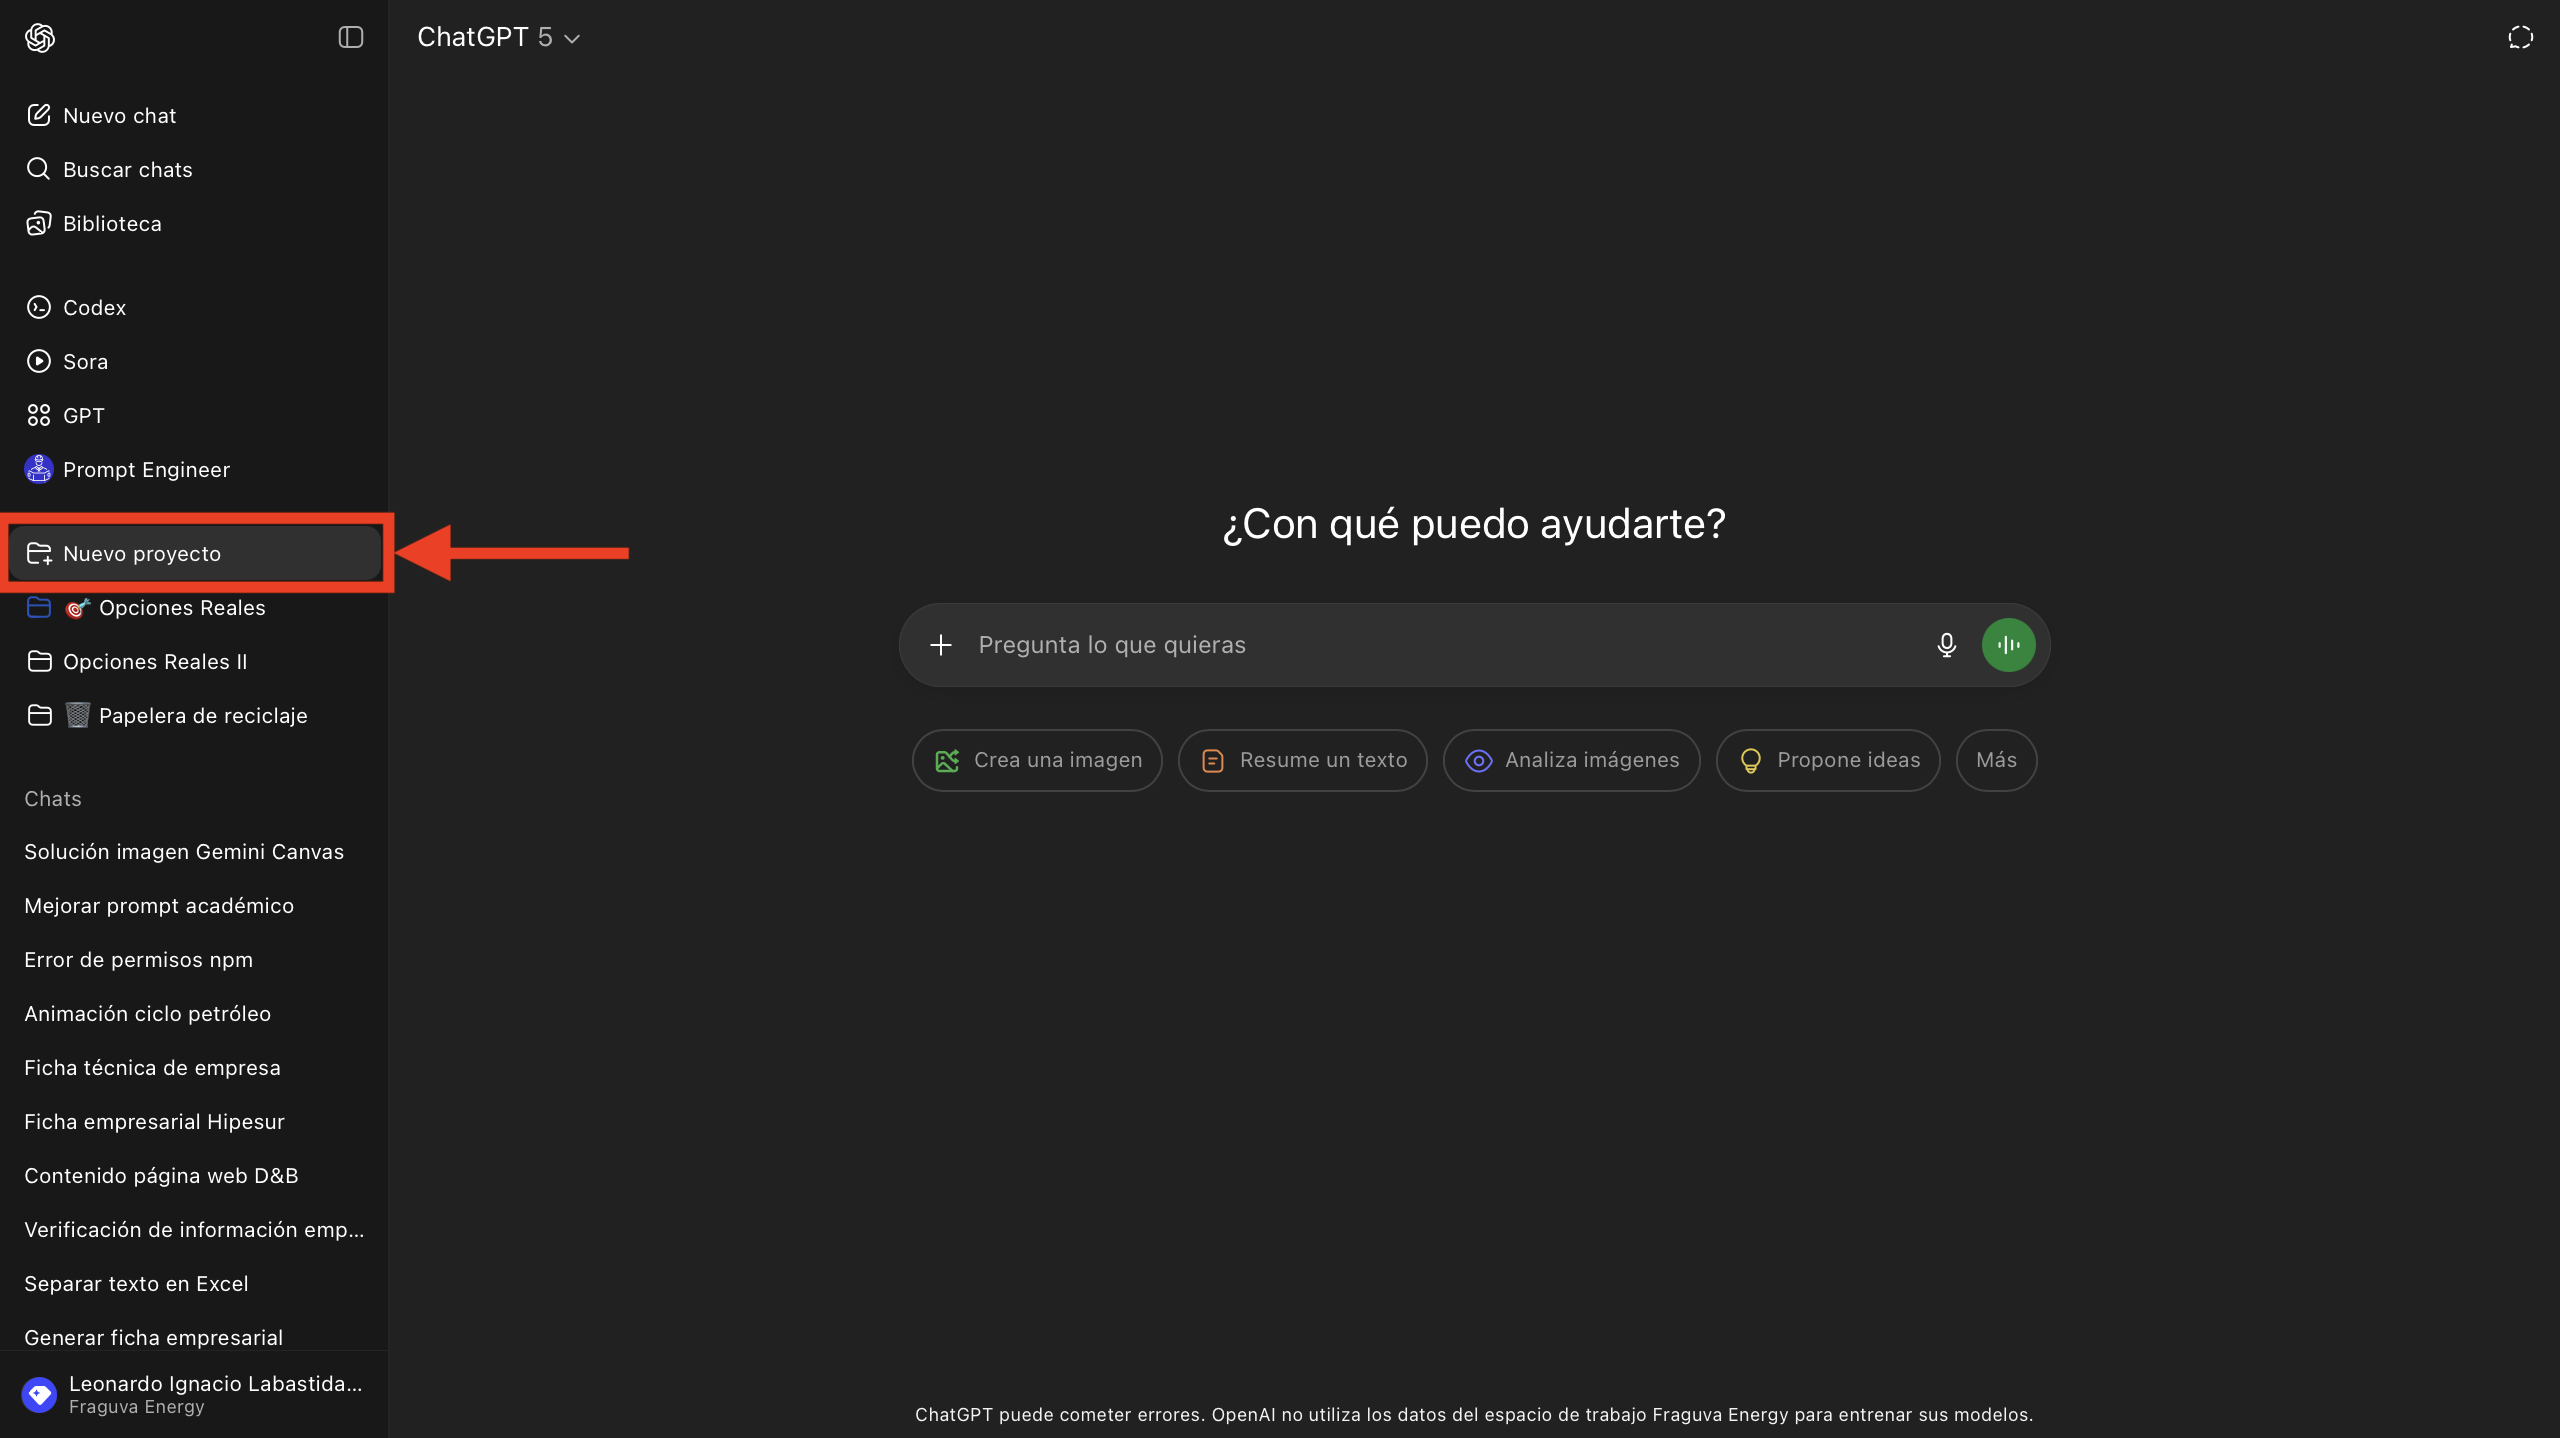 ChatGPT 5
Nuevo chat
Buscar chats
Biblioteca
Codex
Sora
GPT
Prompt Engineer
Nuevo proyecto
Opciones Reales
Opciones Reales II
Papelera de reciclaje
Chats
Solución imagen Gemini Canvas
Mejorar prompt académico
Error de permisos npm
Animación ciclo petróleo
Ficha técnica de empresa
Ficha empresarial Hipesur
Contenido página web D&B
Verificación de información emp...
Separar texto en Excel
Generar ficha empresarial
Leonardo Ignacio Labastida...
Fraguva Energy
¿Con qué puedo ayudarte?
Pregunta lo que quieras
Crea una imagen
Resume un texto
Analiza imágenes
Propone ideas
Más
ChatGPT puede cometer errores. OpenAI no utiliza los datos del espacio de trabajo Fraguva Energy para entrenar sus modelos.